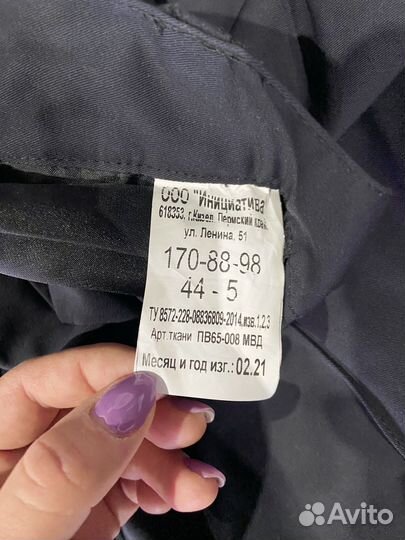 ООО "Инициатива"
618353, г.Кизел, Пермский край,
ул. Ленина, 51
170-88-98
44 - 5
ТУ 8572-228-08836809-2014,изв.1,2,3
Арт.ткани ПВ65-008 МВД
Месяц и год изг.: 02.21
Avito